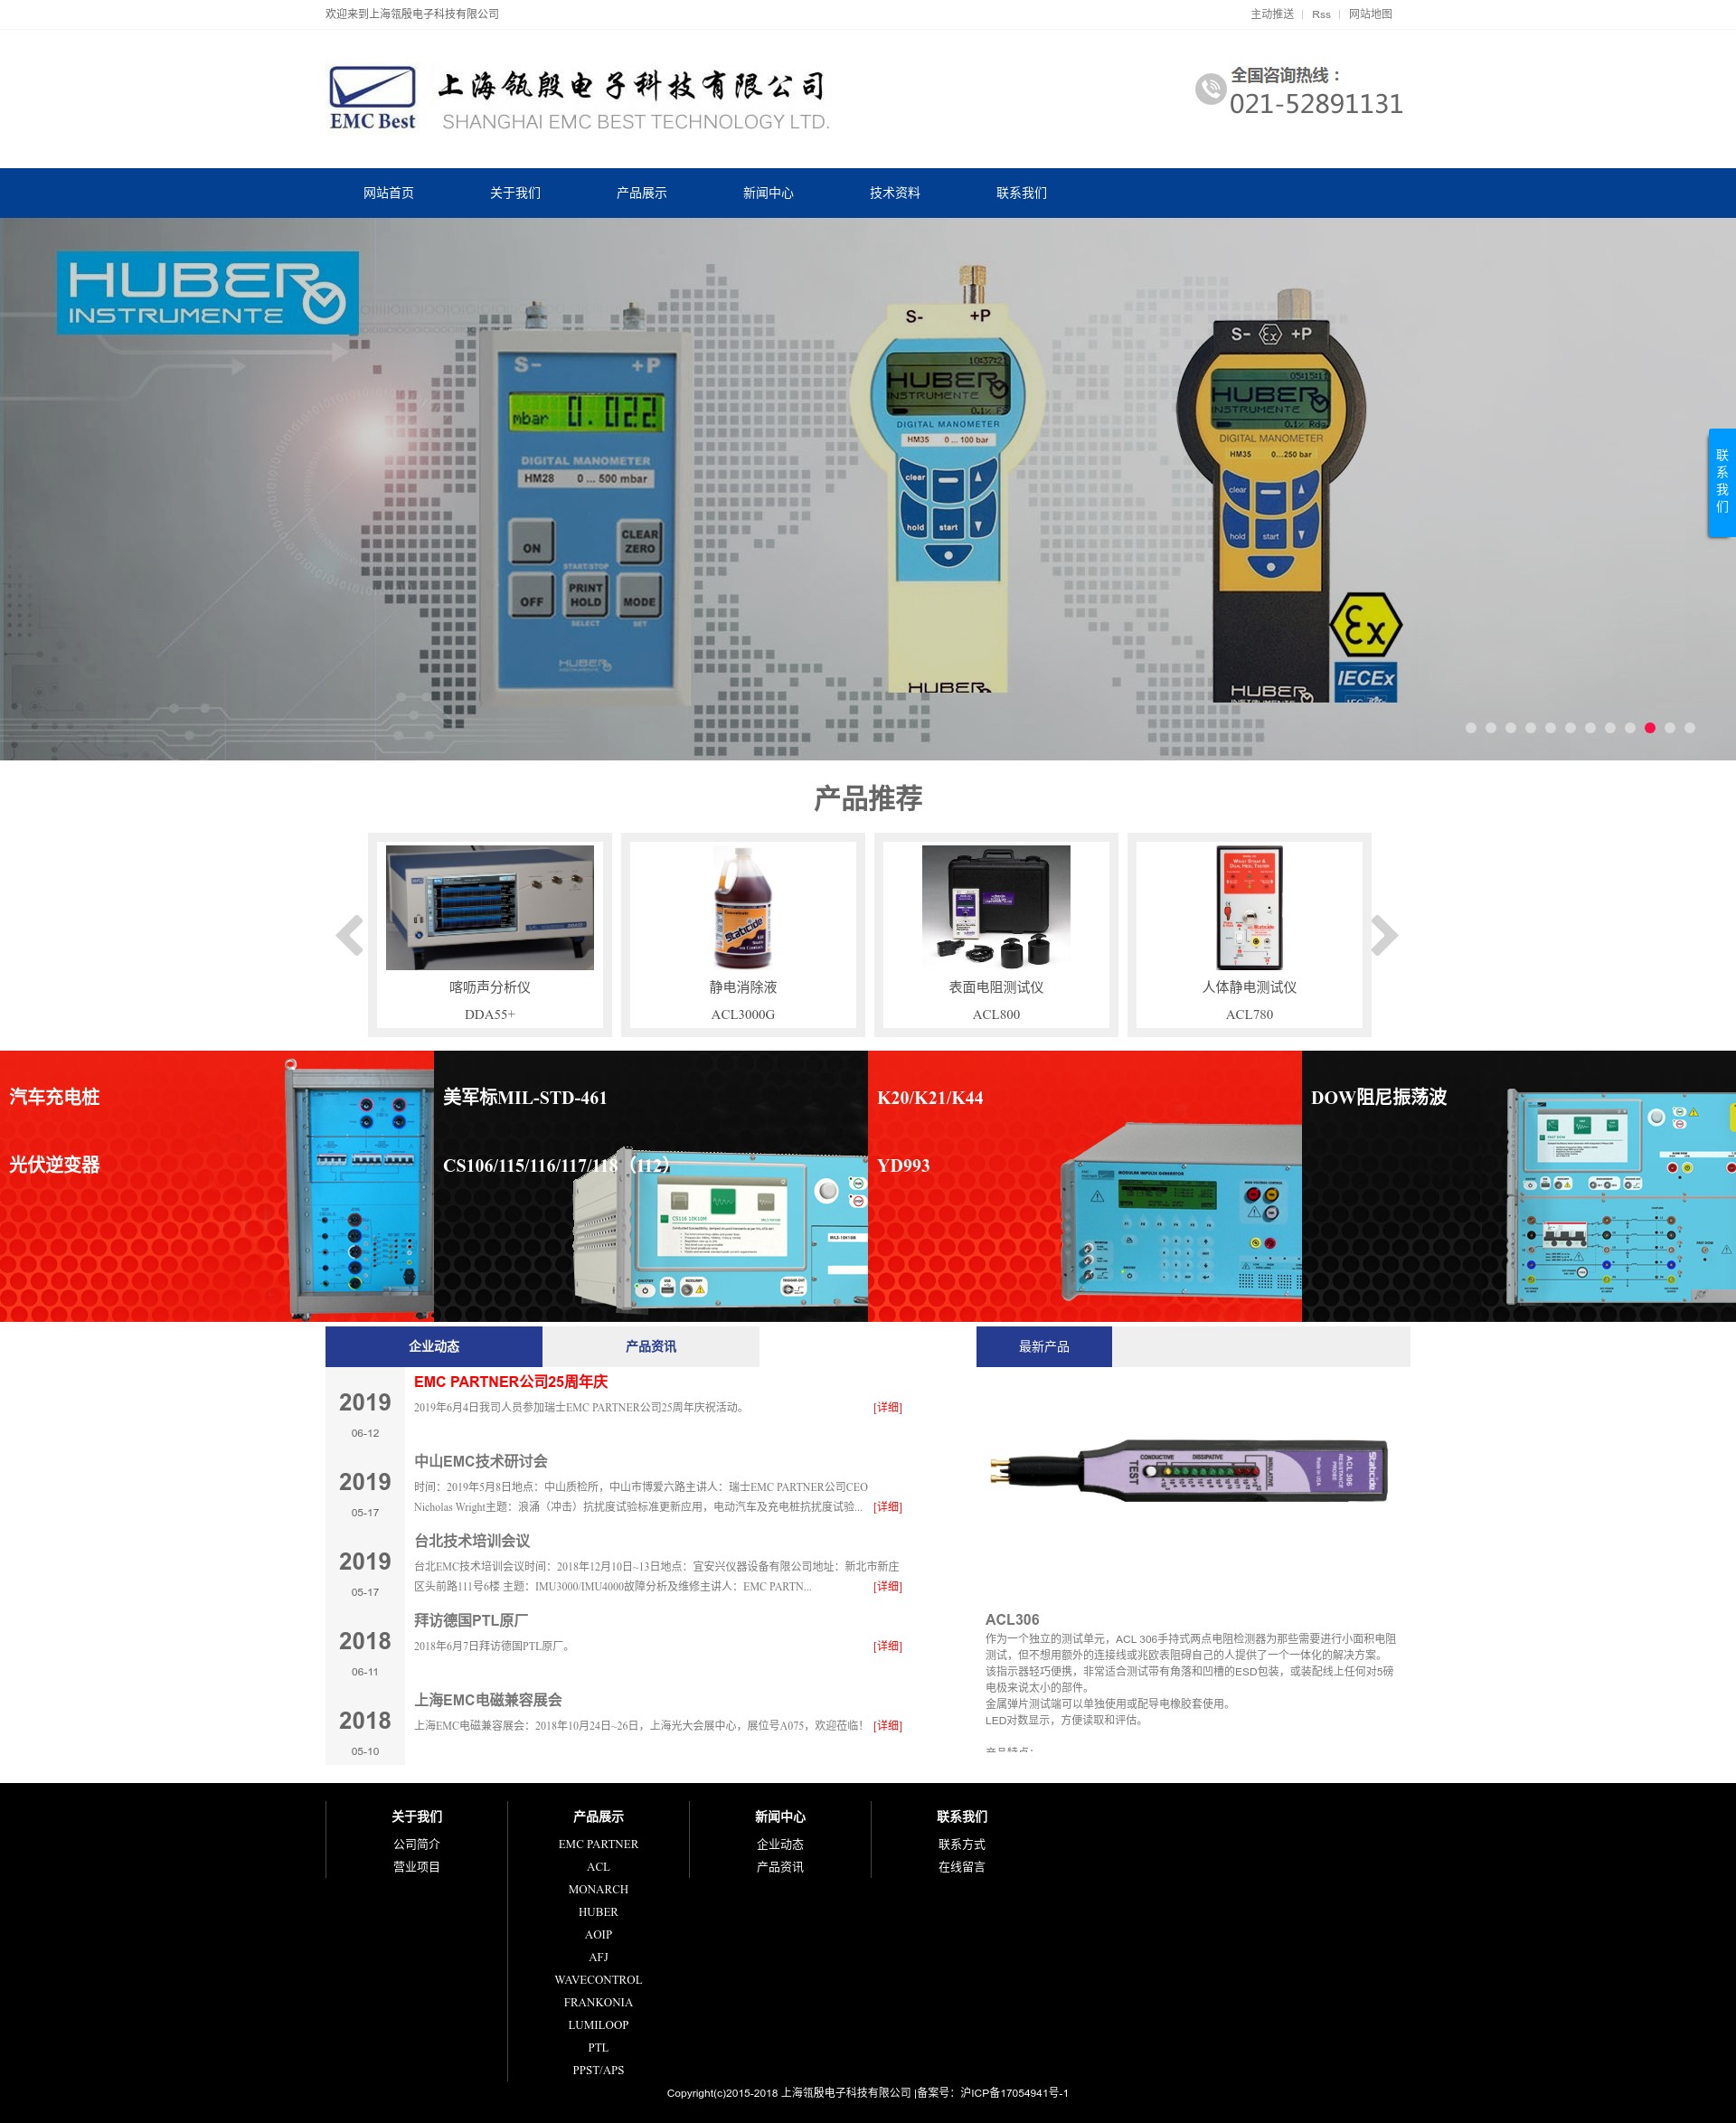 欢迎来到上海瓴殷电子科技有限公司
主动推送 | Rss | 网站地图
EMC Best
上海瓴殷电子科技有限公司
SHANGHAI EMC BEST TECHNOLOGY LTD.
全国咨询热线：
021-52891131
网站首页 关于我们 产品展示 新闻中心 技术资料 联系我们
HUBER
INSTRUMENTE
S- +P
mbar 0.022
DIGITAL MANOMETER
HM28 0 ... 500 mbar
ON
CLEAR ZERO
START/STOP
OFF
PRINT HOLD
MODE
SELECT
SET
HUBER
S- +P
10:37:21
HUBER
INSTRUMENTE
DIGITAL MANOMETER
HM35 0 ... 100 bar
clear
hold start
HUBER
S- Ex +P
05:15:11
HUBER
INSTRUMENTE
0.1% Rdg
DIGITAL MANOMETER
HM35 0...250 bar
clear
hold start
HUBER
Ex
IECEx
联系我们
产品推荐
Staticide
喀呖声分析仪
DDA55+
静电消除液
ACL3000G
表面电阻测试仪
ACL800
人体静电测试仪
ACL780
汽车充电桩
光伏逆变器
美军标MIL-STD-461
CS106/115/116/117/118（112）
CS116 10K10M
K20/K21/K44
YD993
MODULAR IMPULSE GENERATOR
DOW阻尼振荡波
企业动态 产品资讯
最新产品
2019
06-12
EMC PARTNER公司25周年庆
2019年6月4日我司人员参加瑞士EMC PARTNER公司25周年庆祝活动。 [详细]
2019
05-17
中山EMC技术研讨会
时间：2019年5月8日地点：中山质检所，中山市博爱六路主讲人：瑞士EMC PARTNER公司CEO
Nicholas Wright主题：浪涌（冲击）抗扰度试验标准更新应用，电动汽车及充电桩抗扰度试验... [详细]
2019
05-17
台北技术培训会议
台北EMC技术培训会议时间：2018年12月10日~13日地点：宜安兴仪器设备有限公司地址：新北市新庄
区头前路111号6楼 主题：IMU3000/IMU4000故障分析及维修主讲人：EMC PARTN... [详细]
2018
06-11
拜访德国PTL原厂
2018年6月7日拜访德国PTL原厂。 [详细]
2018
05-10
上海EMC电磁兼容展会
上海EMC电磁兼容展会：2018年10月24日~26日，上海光大会展中心，展位号A075，欢迎莅临！ [详细]
CONDUCTIVE DISSIPATIVE INSULATIVE
TEST
ACL 306
RESISTANCE
PROBE
Made in USA
Staticide
ACL306
作为一个独立的测试单元，ACL 306手持式两点电阻检测器为那些需要进行小面积电阻
测试，但不想用额外的连接线或兆欧表阻碍自己的人提供了一个一体化的解决方案。
该指示器轻巧便携，非常适合测试带有角落和凹槽的ESD包装，或装配线上任何对5磅
电极来说太小的部件。
金属弹片测试端可以单独使用或配导电橡胶套使用。
LED对数显示，方便读取和评估。
产品特点：
关于我们
公司简介
营业项目
产品展示
EMC PARTNER
ACL
MONARCH
HUBER
AOIP
AFJ
WAVECONTROL
FRANKONIA
LUMILOOP
PTL
PPST/APS
新闻中心
企业动态
产品资讯
联系我们
联系方式
在线留言
Copyright(c)2015-2018 上海瓴殷电子科技有限公司 |备案号：沪ICP备17054941号-1